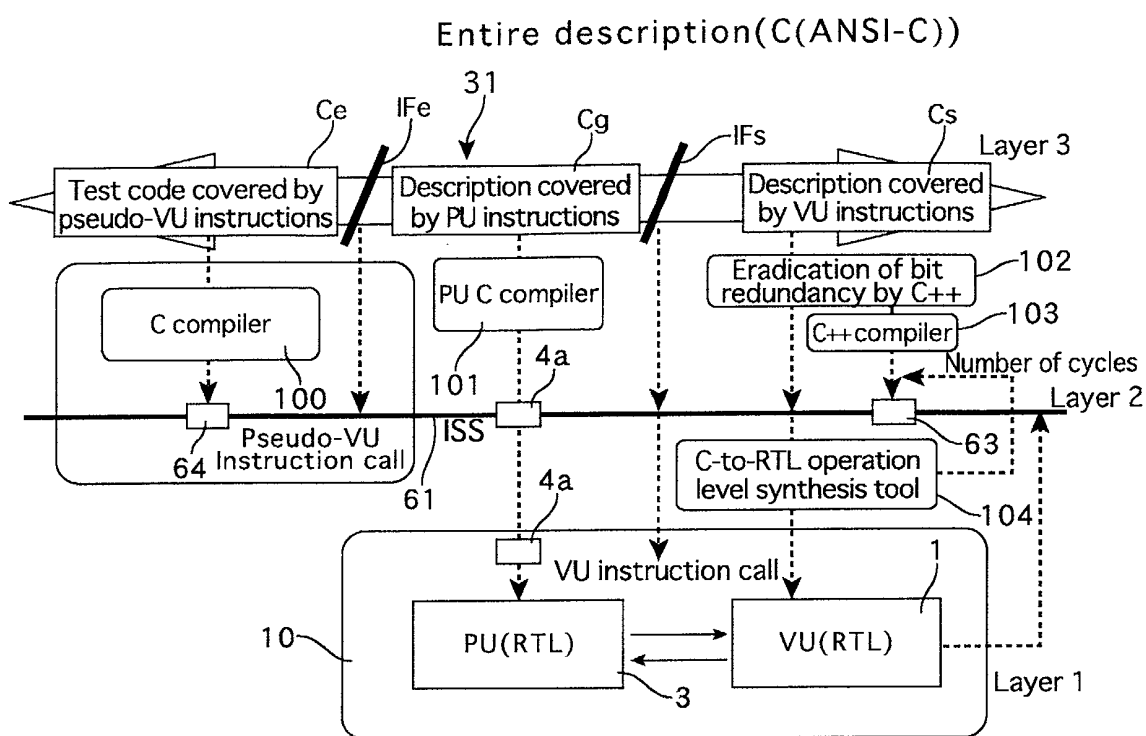 Entire description(C(ANSI-C))
31
Ce
IFe
Cg
IFs
Cs
Layer 3
Test code covered by
pseudo-VU instructions
Description covered
by PU instructions
Description covered
by VU instructions
C compiler
100
PU C compiler
101
Eradication of bit
redundancy by C++
102
C++compiler
103
4a
Number of cycles
Layer 2
64
Pseudo-VU
Instruction call
61
ISS
63
C-to-RTL operation
level synthesis tool
104
4a
VU instruction call
1
10
PU(RTL)
VU(RTL)
3
Layer 1